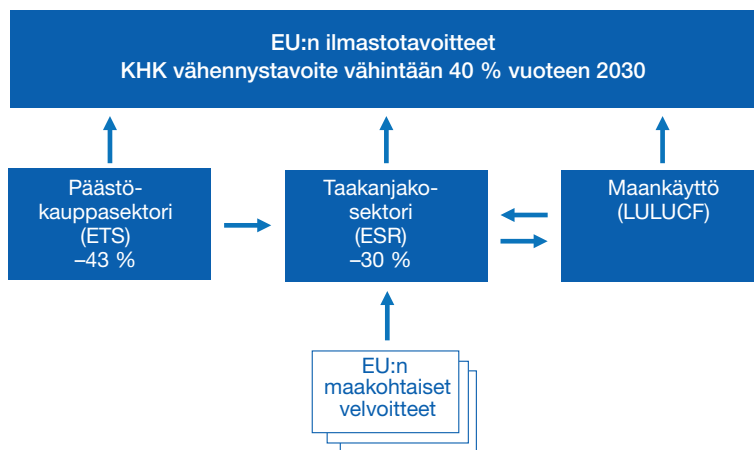 EU:n ilmastotavoitteet
KHK vähennystavoite vähintään 40 % vuoteen 2030
Päästö-
kauppasektori
(ETS)
–43 %
Taakanjako-
sektori
(ESR)
–30 %
Maankäyttö
(LULUCF)
EU:n
maakohtaiset
velvoitteet